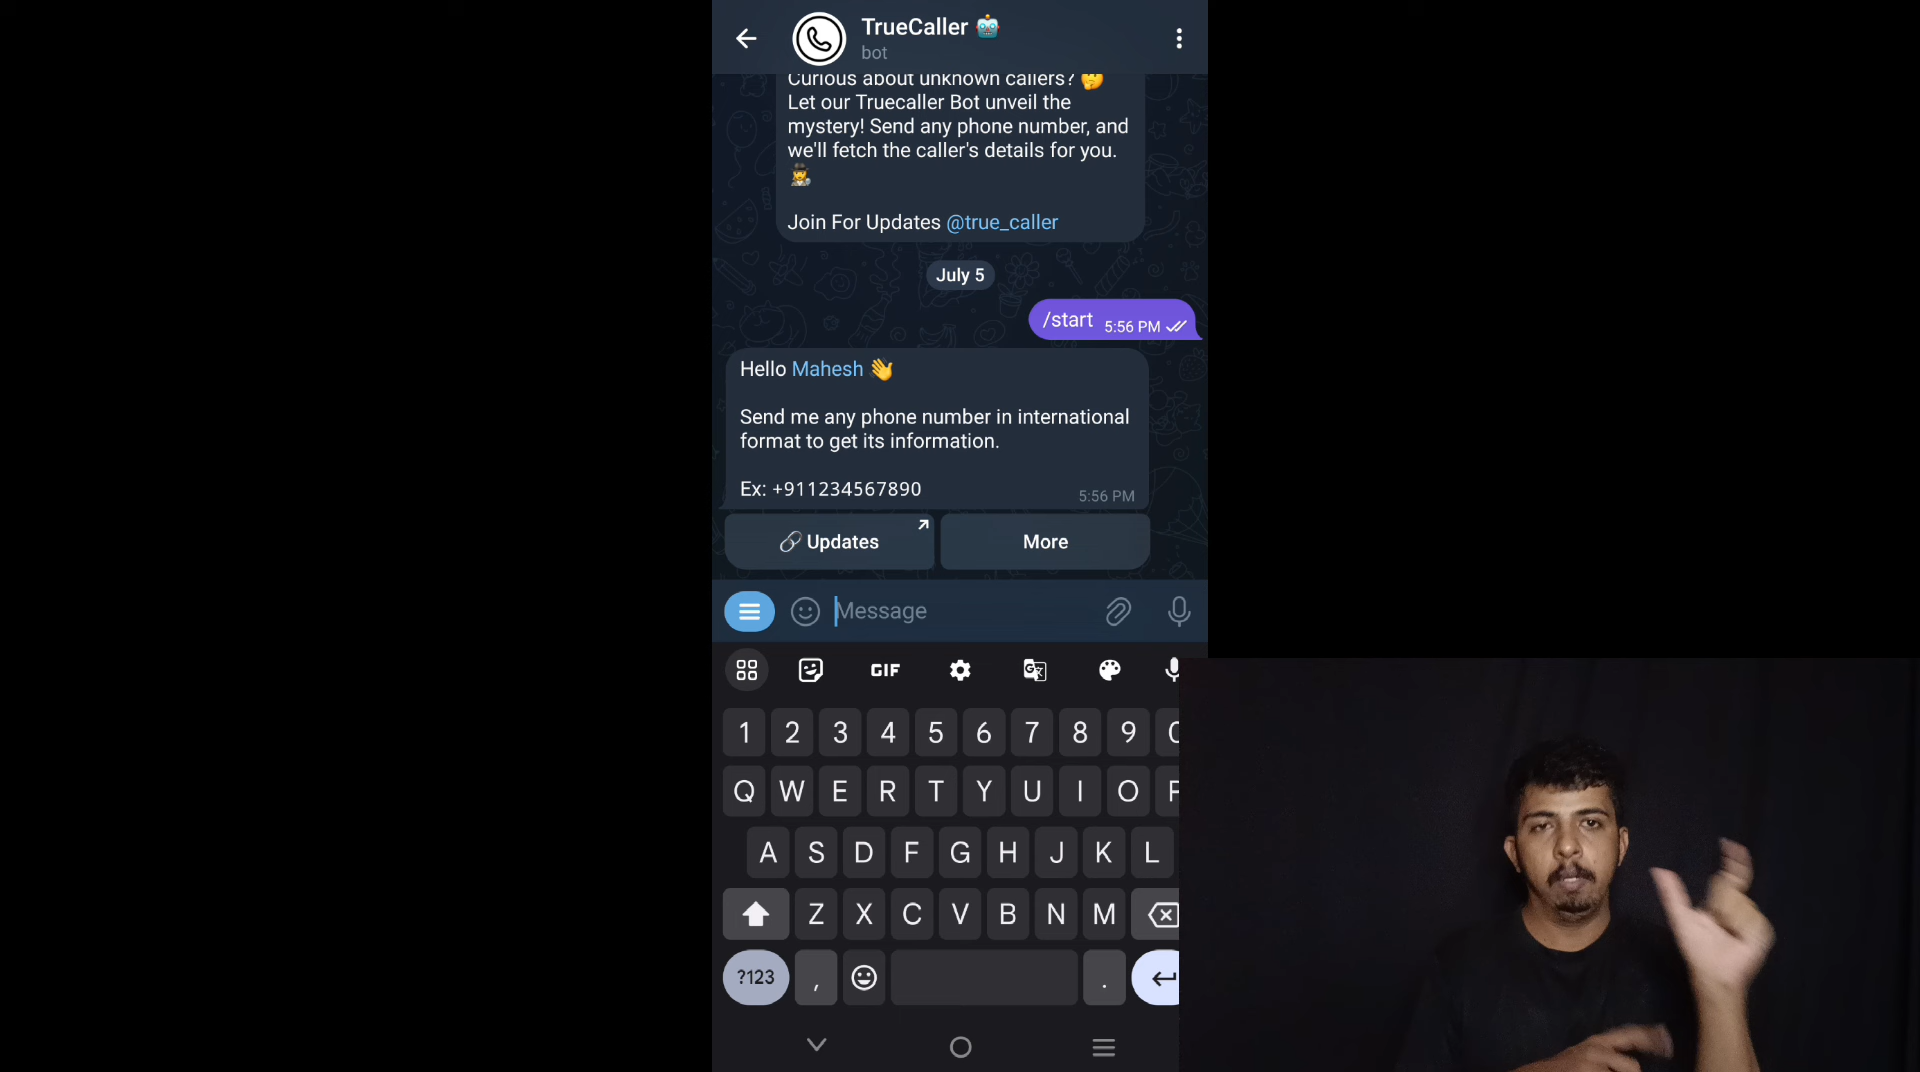 TrueCaller 🤖
bot
Curious about unknown callers? 🤔
Let our Truecaller Bot unveil the
mystery! Send any phone number, and
we'll fetch the caller's details for you.
🕵️
Join For Updates @true_caller
July 5
/start 5:56 PM
Hello Mahesh 👋
Send me any phone number in international
format to get its information.
Ex: +911234567890
5:56 PM
🔗 Updates
More
Message
GIF
1 2 3 4 5 6 7 8 9 0
Q W E R T Y U I O P
A S D F G H J K L
Z X C V B N M
?123 , .